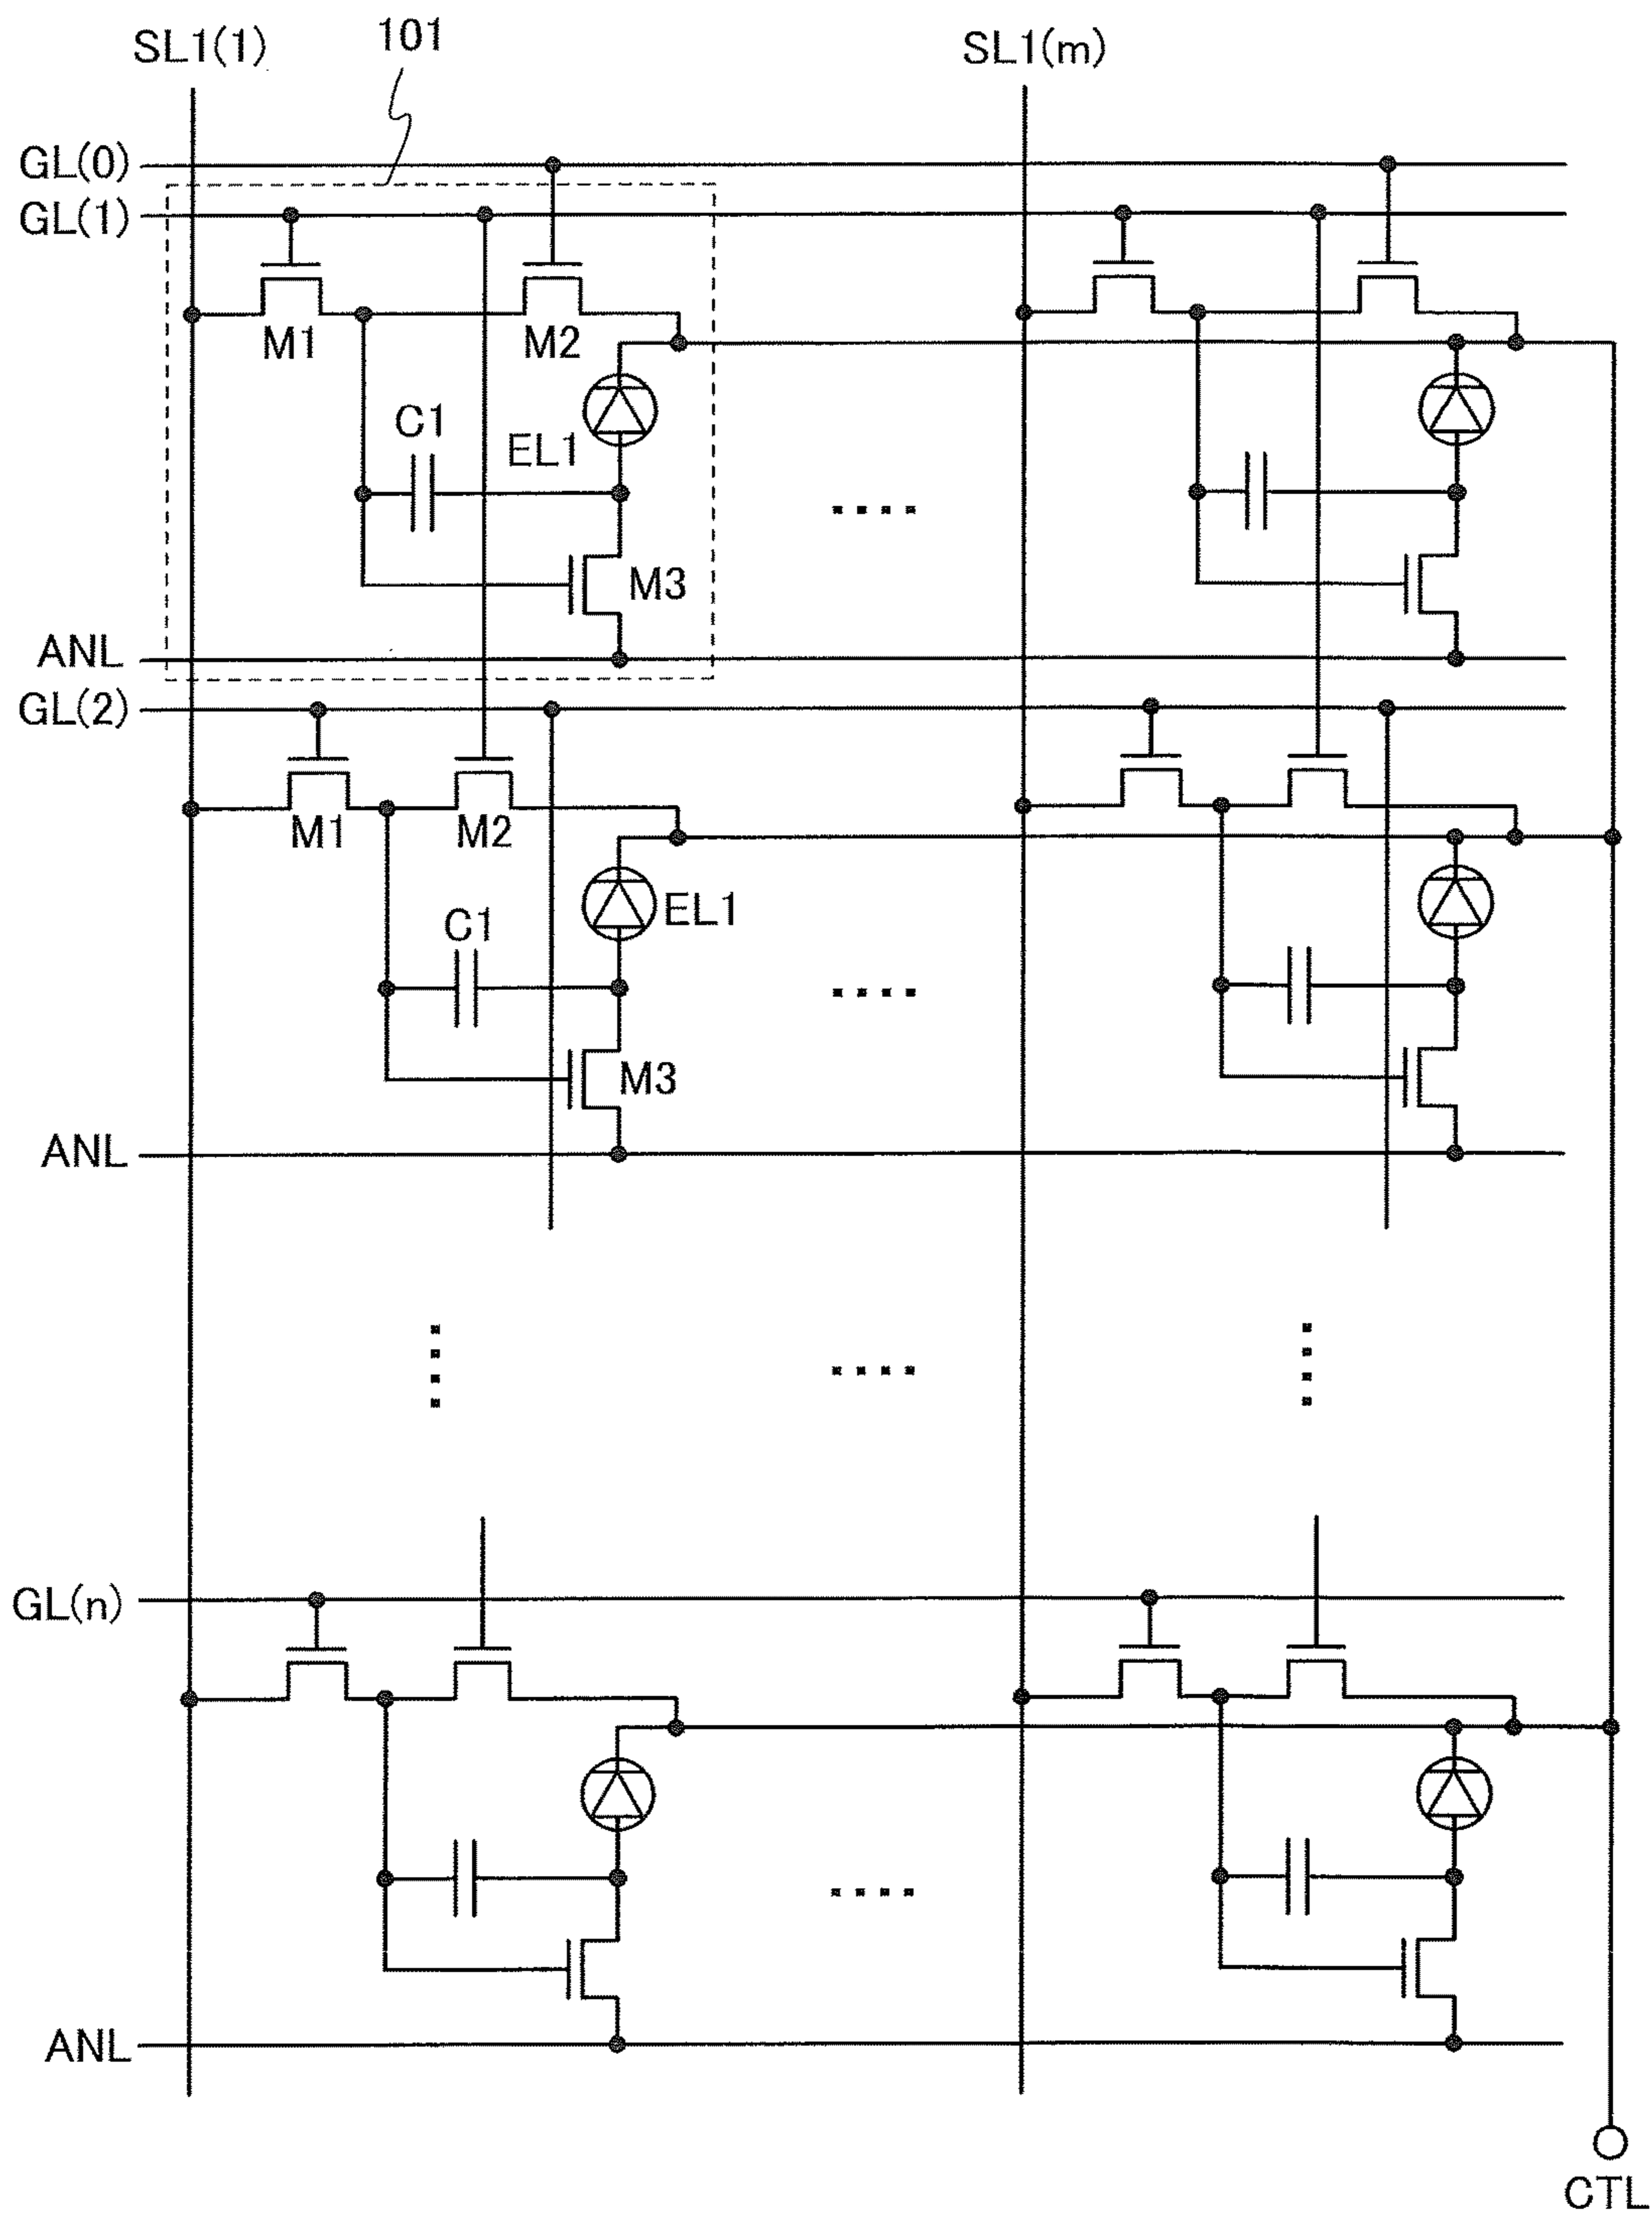 SL1(1)
101
SL1(m)
GL(0)
GL(1)
M1
M2
C1
EL1
M3
ANL
GL(2)
M1
M2
C1
EL1
M3
ANL
GL(n)
ANL
CTL